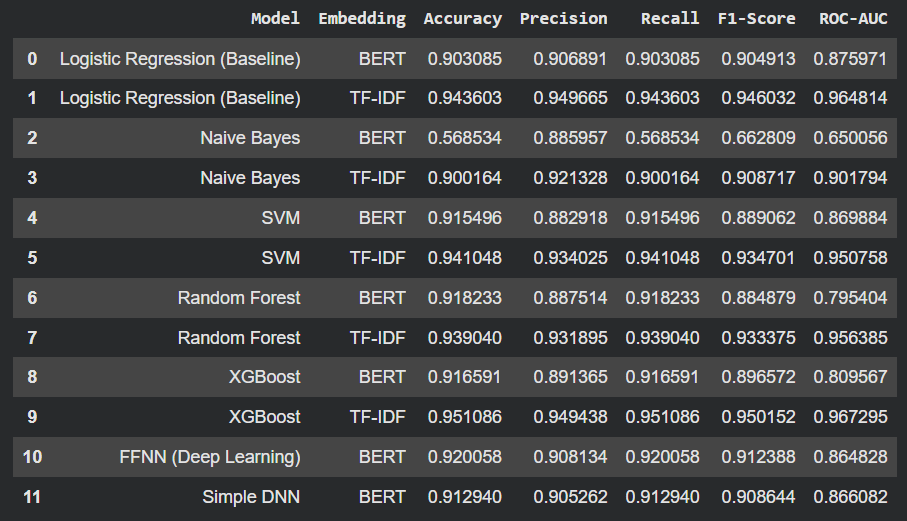 Model Embedding Accuracy Precision Recall F1-Score ROC-AUC
0 Logistic Regression (Baseline) BERT 0.903085 0.906891 0.903085 0.904913 0.875971
1 Logistic Regression (Baseline) TF-IDF 0.943603 0.949665 0.943603 0.946032 0.964814
2 Naive Bayes BERT 0.568534 0.885957 0.568534 0.662809 0.650056
3 Naive Bayes TF-IDF 0.900164 0.921328 0.900164 0.908717 0.901794
4 SVM BERT 0.915496 0.882918 0.915496 0.889062 0.869884
5 SVM TF-IDF 0.941048 0.934025 0.941048 0.934701 0.950758
6 Random Forest BERT 0.918233 0.887514 0.918233 0.884879 0.795404
7 Random Forest TF-IDF 0.939040 0.931895 0.939040 0.933375 0.956385
8 XGBoost BERT 0.916591 0.891365 0.916591 0.896572 0.809567
9 XGBoost TF-IDF 0.951086 0.949438 0.951086 0.950152 0.967295
10 FFNN (Deep Learning) BERT 0.920058 0.908134 0.920058 0.912388 0.864828
11 Simple DNN BERT 0.912940 0.905262 0.912940 0.908644 0.866082